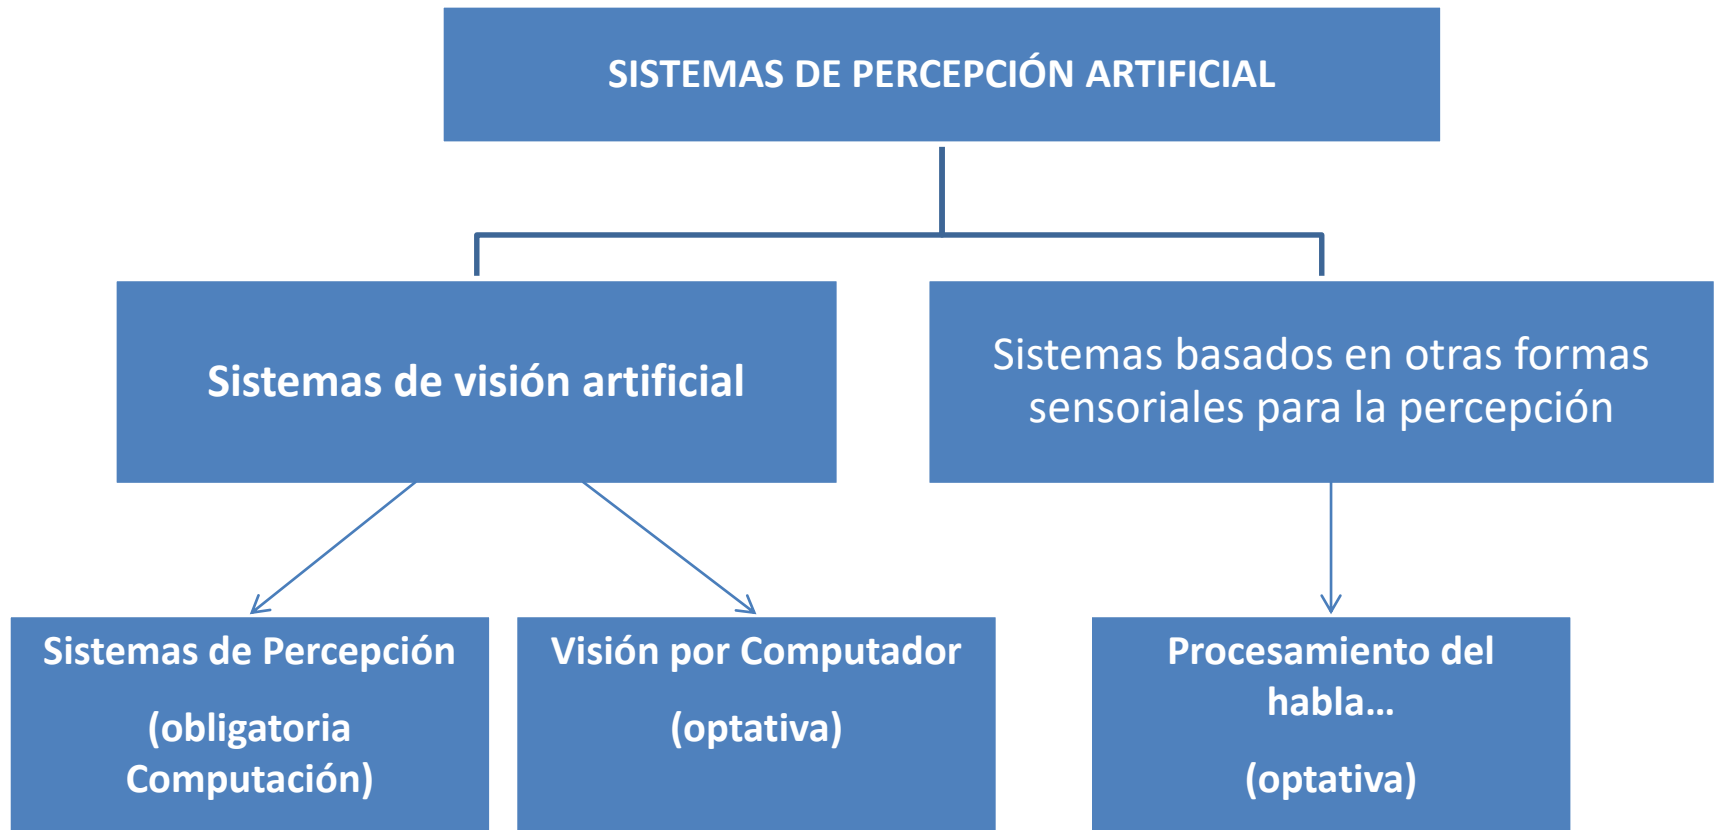 SISTEMAS DE PERCEPCIÓN ARTIFICIAL
Sistemas de visión artificial
Sistemas basados en otras formas
sensoriales para la percepción
Sistemas de Percepción
(obligatoria
Computación)
Visión por Computador
(optativa)
Procesamiento del
habla...
(optativa)